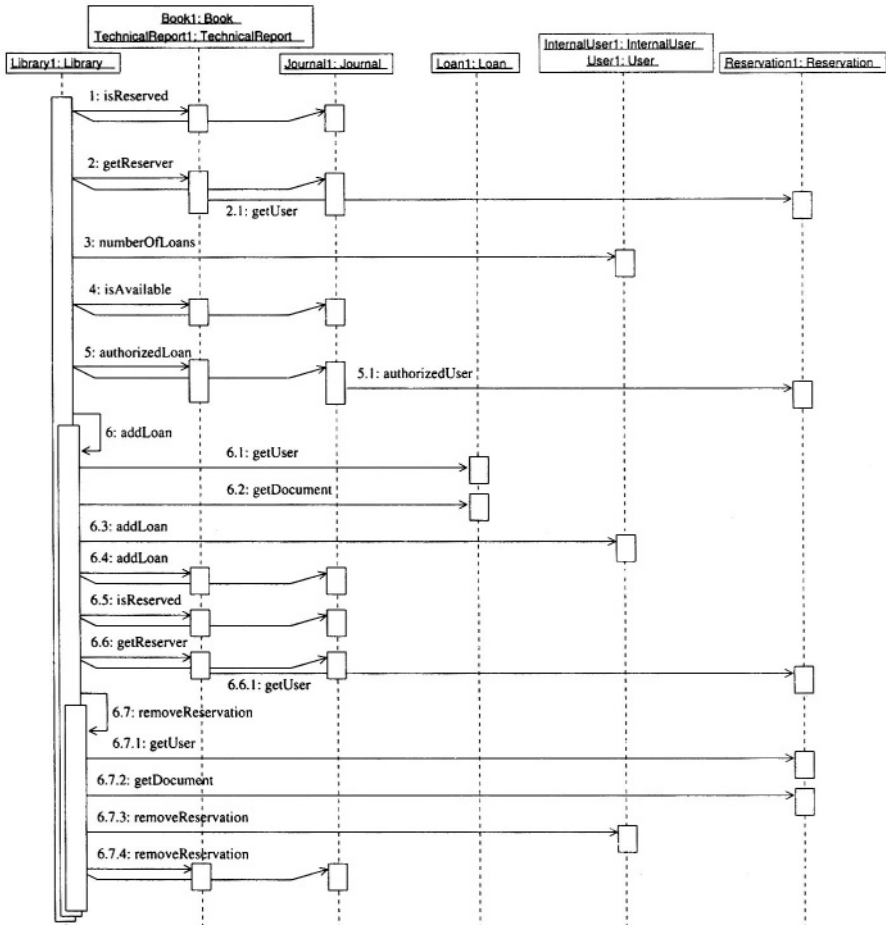 Book1: Book
TechnicalReport1: TechnicalReport
InternalUser1: InternalUser
User1: User
Library1: Library
Journal1: Journal
Loan1: Loan
Reservation1: Reservation
1: isReserved
2: getReserver
2.1: getUser
3: numberOfLoans
4: isAvailable
5: authorizedLoan
5.1: authorizedUser
6: addLoan
6.1: getUser
6.2: getDocument
6.3: addLoan
6.4: addLoan
6.5: isReserved
6.6: getReserver
6.6.1: getUser
6.7: removeReservation
6.7.1: getUser
6.7.2: getDocument
6.7.3: removeReservation
6.7.4: removeReservation